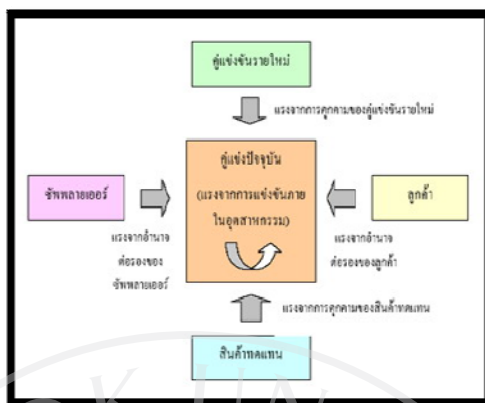 คู่แข่งขันรายใหม่
แรงจากการคุกคามของคู่แข่งขันรายใหม่
คู่แข่งปัจจุบัน
(แรงจากการแข่งขันภาย
ในอุตสาหกรรม)
ซัพพลายเออร์
ลูกค้า
แรงจากอำนาจ
ต่อรองของ
ซัพพลายเออร์
แรงจากอำนาจ
ต่อรองของลูกค้า
แรงจากการคุกคามของสินค้าทดแทน
สินค้าทดแทน